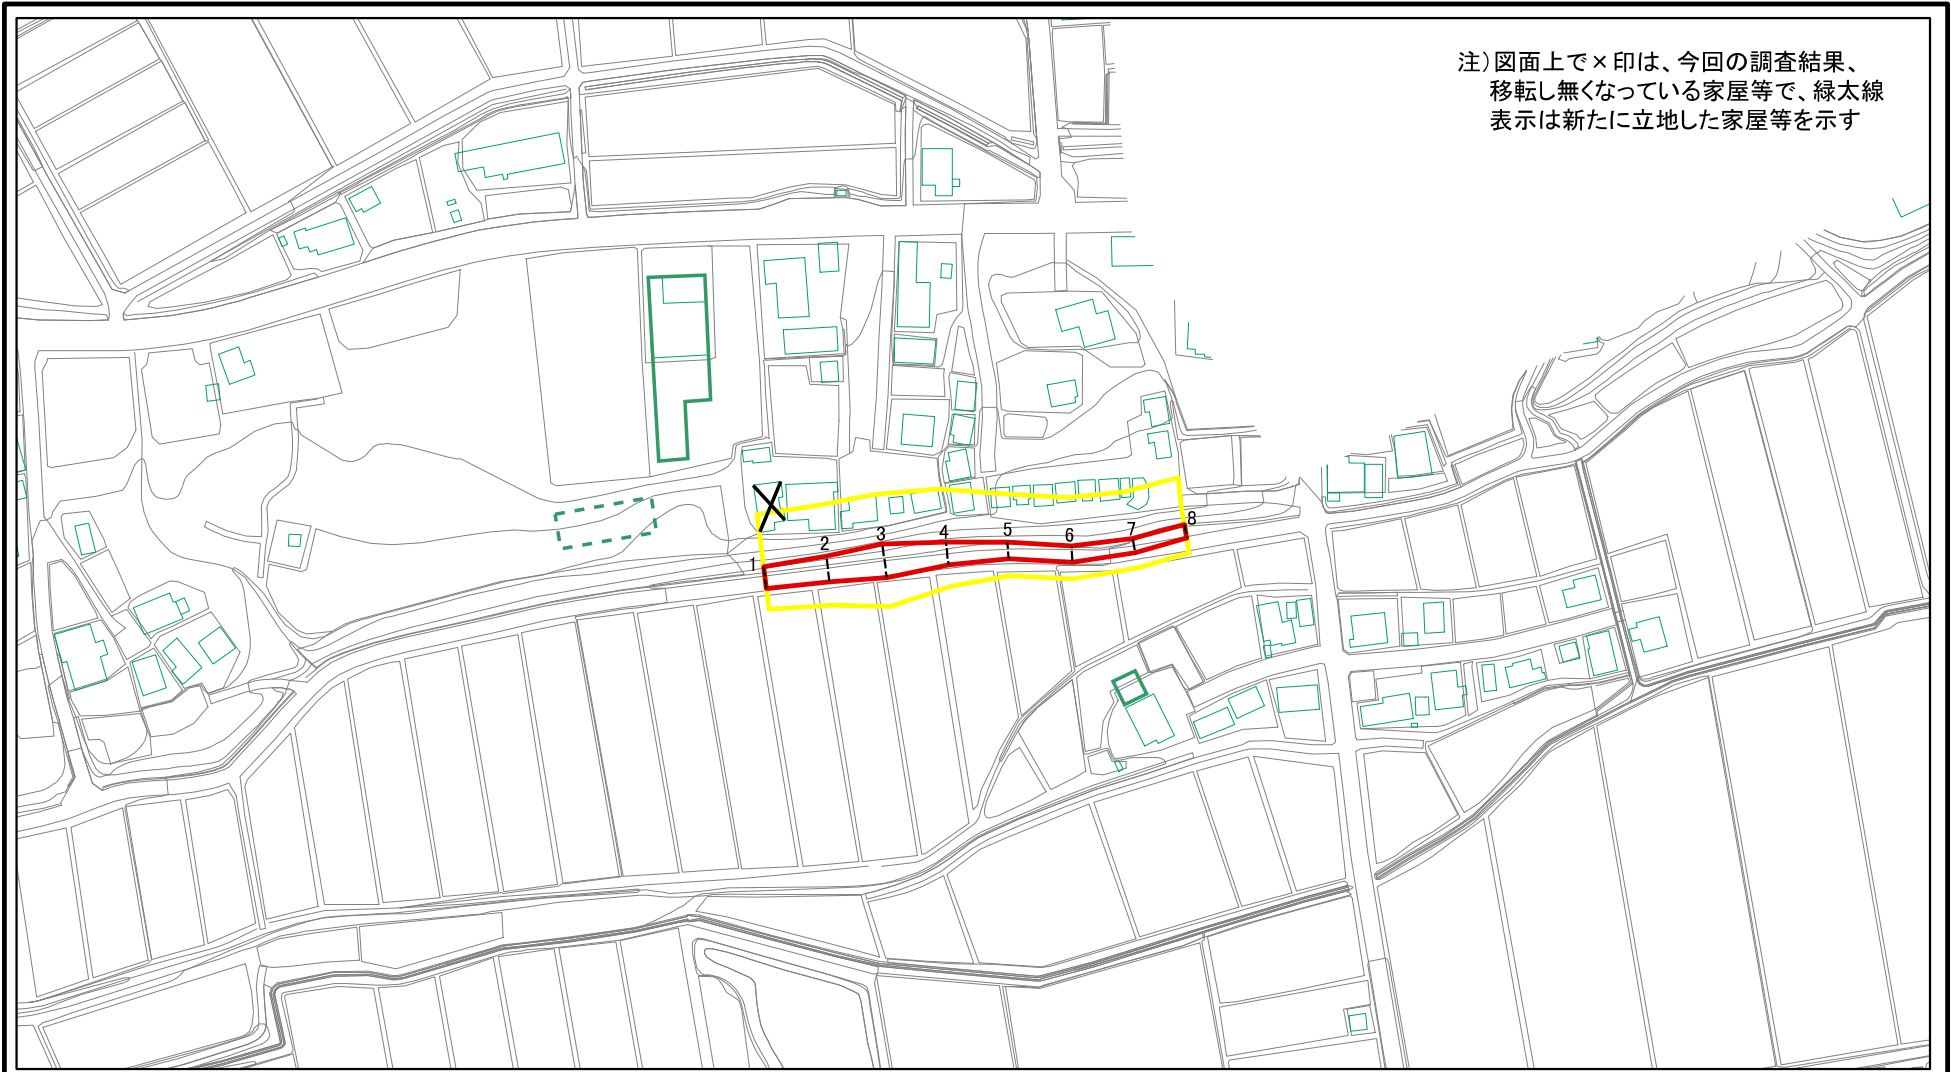 注）図面上で×印は、今回の調査結果、
移転し無くなっている家屋等で、緑太線
表示は新たに立地した家屋等を示す
1 2 3 4 5 6 7 8